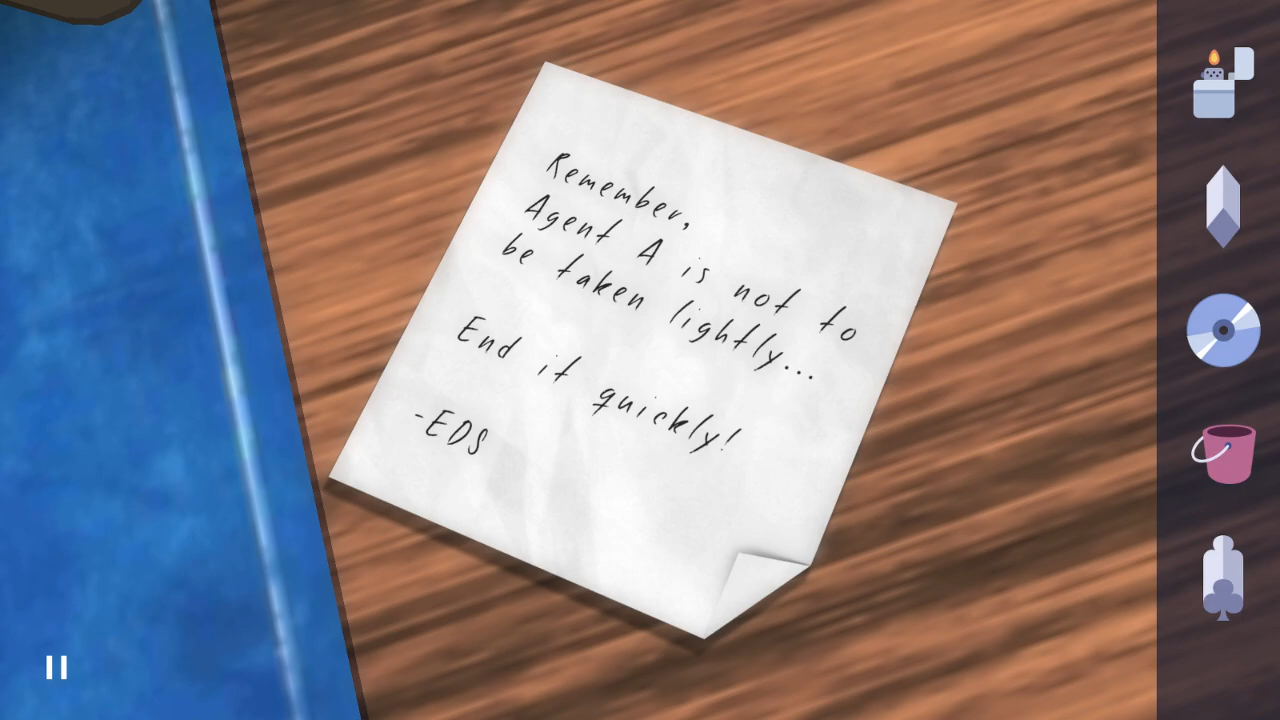 Remember,
Agent A is not to
be taken lightly...
End it quickly!
-EDS